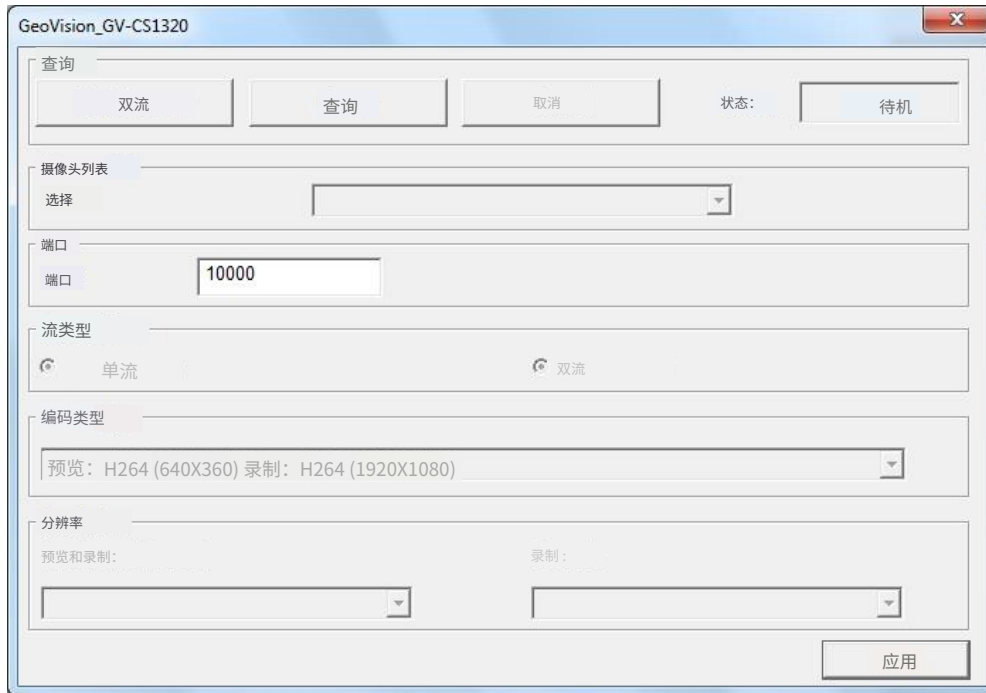 GeoVision_GV-CS1320
查询
双流
查询
取消
状态：
待机
摄像头列表
选择
端口
端口
10000
流类型
单流
双流
编码类型
预览：H264 (640X360) 录制：H264 (1920X1080)
分辨率
预览和录制：
录制：
应用